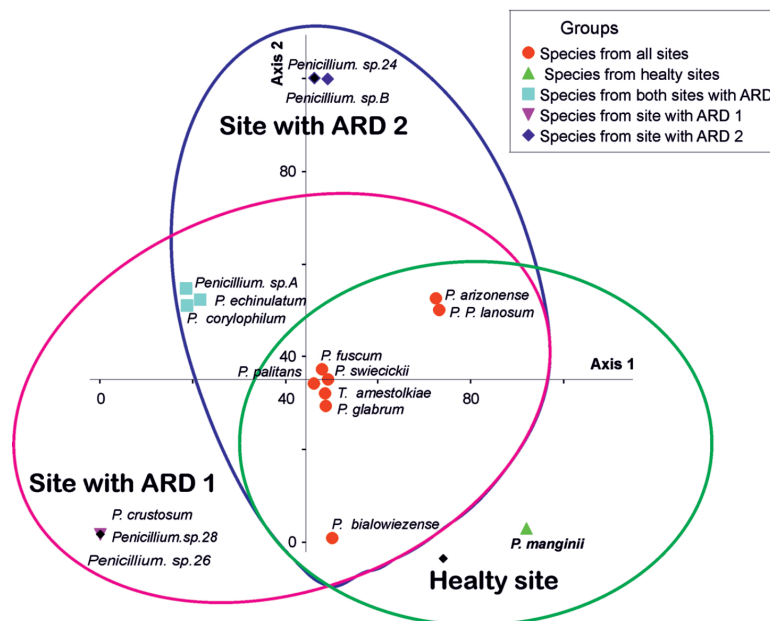 Groups
Species from all sites
Species from healty sites
Species from both sites with ARD
Species from site with ARD 1
Species from site with ARD 2
Axis 2
Penicillium. sp.24
Penicillium. sp.B
Site with ARD 2
80
Penicillium. sp.A
P. echinulatum
P. corylophilum
P. arizonense
P. P. lanosum
40
P. fuscum
P. swiecickii
P. palitans
Axis 1
0
40
80
T. amestolkiae
P. glabrum
Site with ARD 1
P. crustosum
Penicillium.sp.28
Penicillium. sp.26
0
P. bialowiezense
P. manginii
Healty site